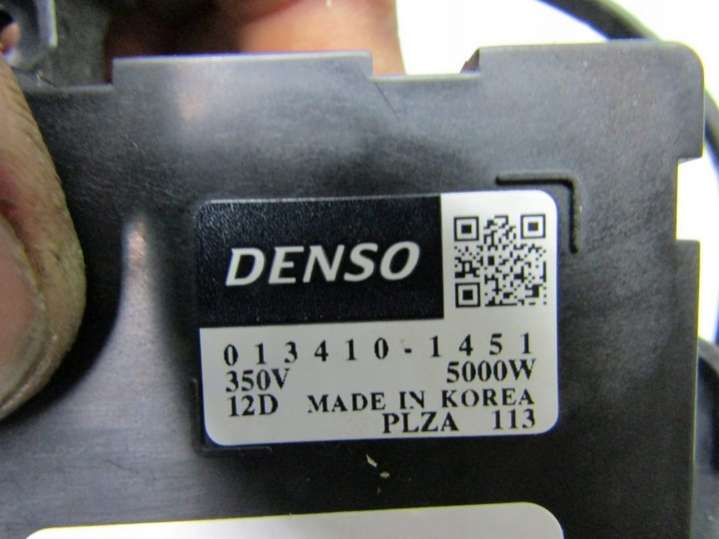 DENSO
013410-1451
350V 5000W
12D MADE IN KOREA
PLZA 113